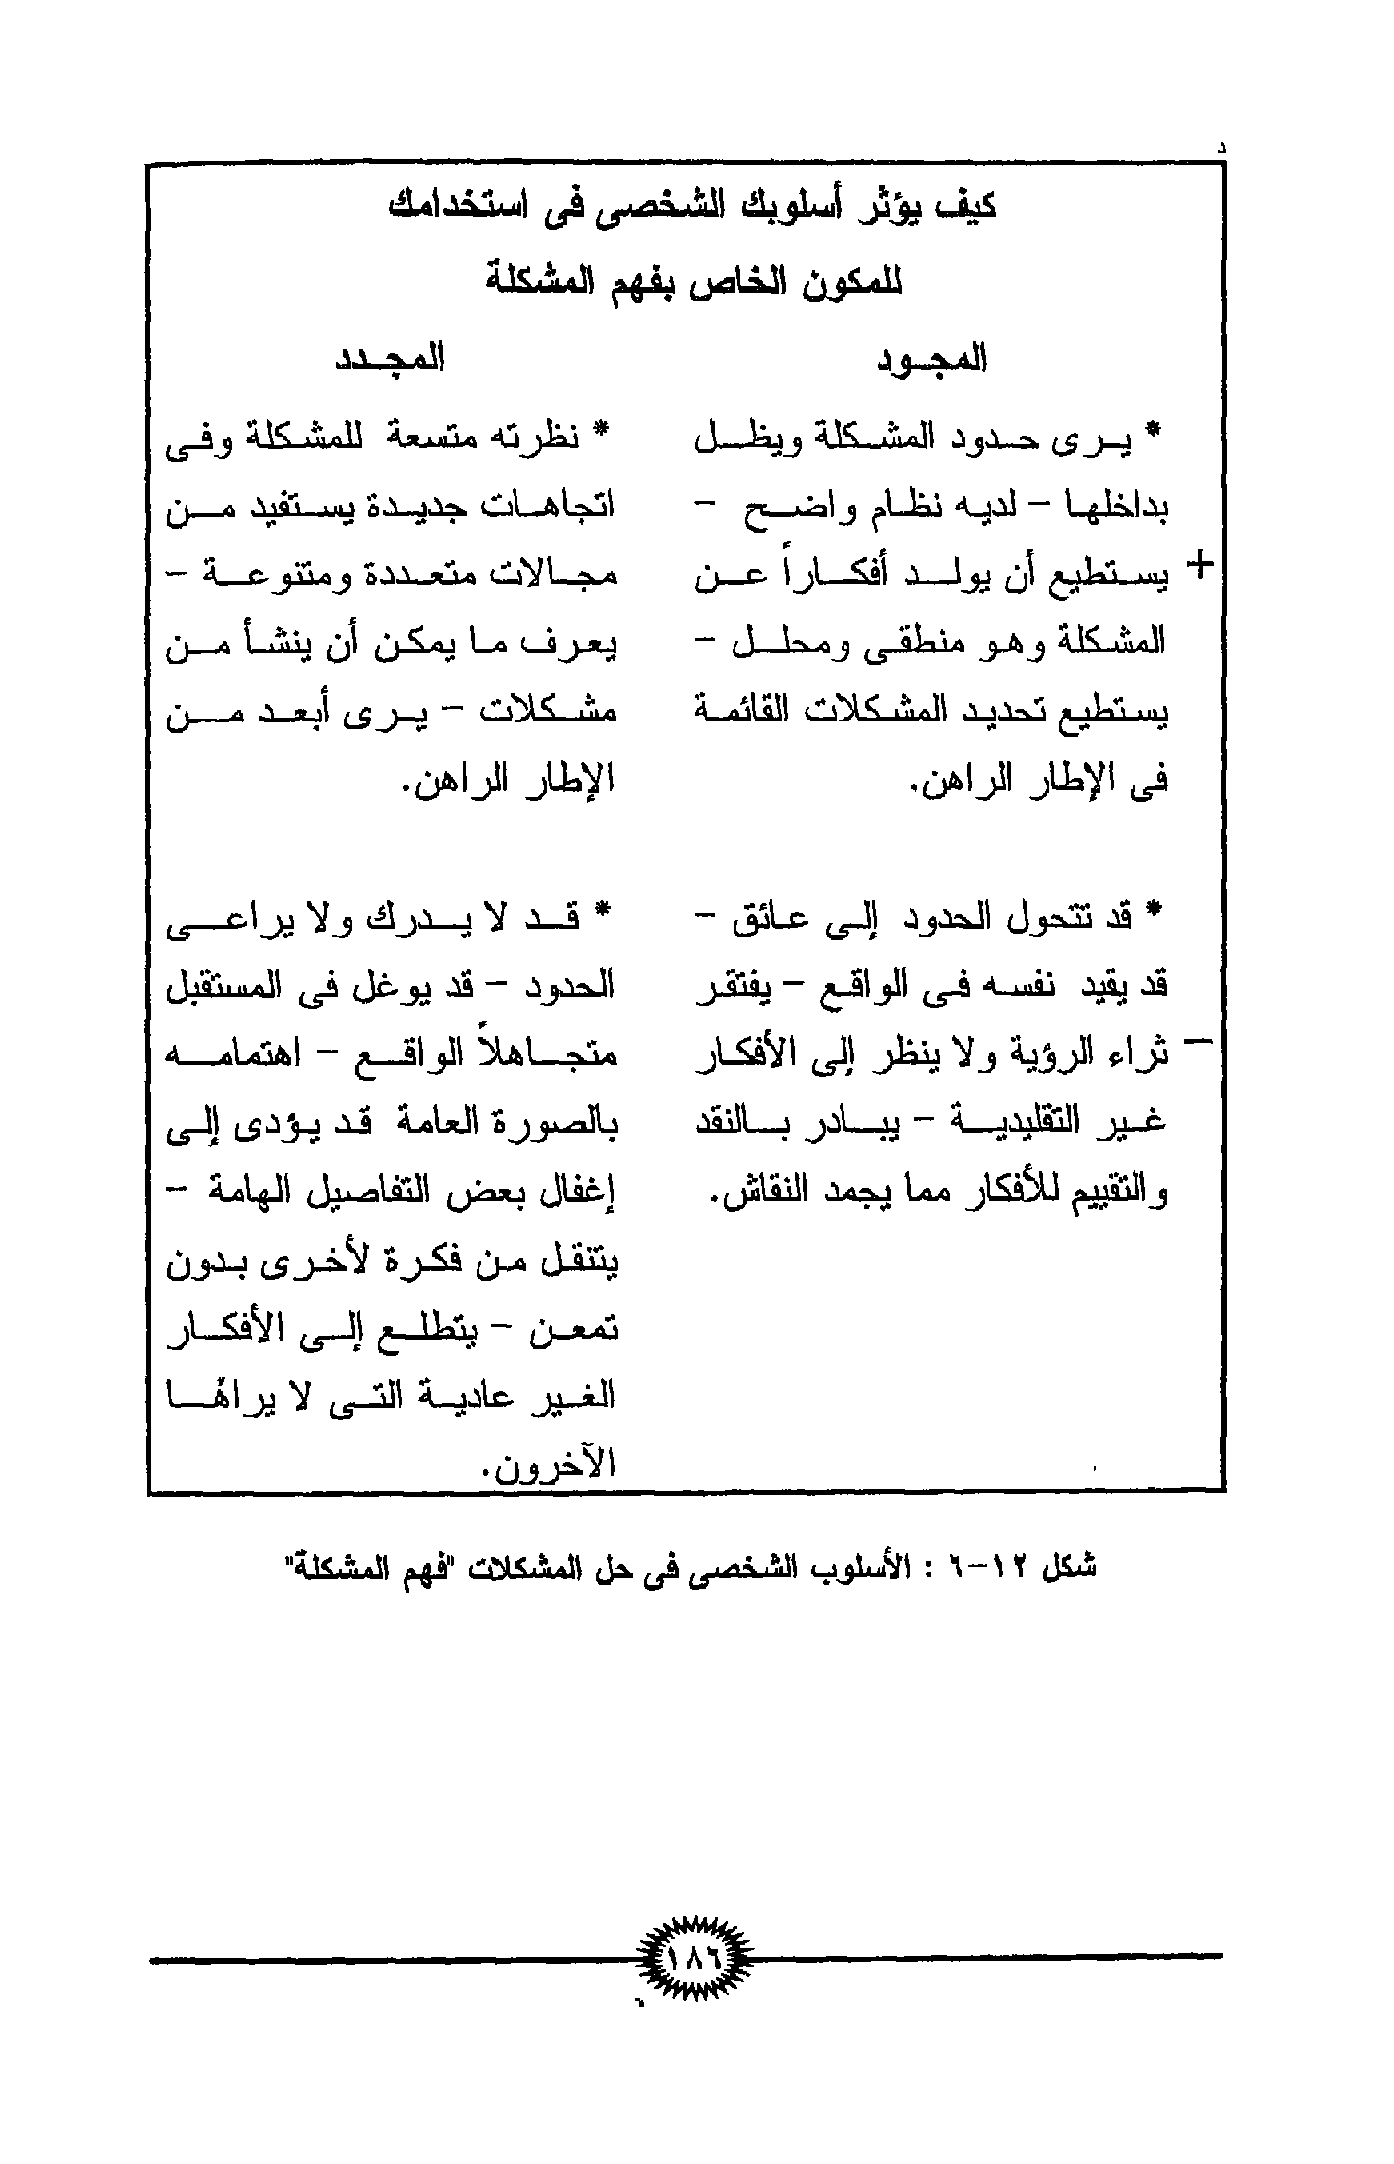 كيف يؤثر أسلوبك الشخصى فى استخدامك
للمكون الخاص بفهم المشكلة
المجود
* يرى حدود المشكلة ويظل
بداخلها - لديه نظام واضح -
+ يستطيع أن يولد أفكاراً عن
المشكلة وهو منطقى ومحلل -
يستطيع تحديد المشكلات القائمة
فى الإطار الراهن.
* قد تتحول الحدود إلى عائق -
قد يقيد نفسه فى الواقع - يفتقر
- ثراء الرؤية ولا ينظر إلى الأفكار
غير التقليدية - يبادر بالنقد
والتقييم للأفكار مما يجمد النقاش.
المجدد
* نظرته متسعة للمشكلة وفى
اتجاهات جديدة يستفيد من
مجالات متعددة ومتنوعة -
يعرف ما يمكن أن ينشأ من
مشكلات - يرى أبعد من
الإطار الراهن.
* قد لا يدرك ولا يراعى
الحدود - قد يوغل فى المستقبل
متجاهلاً الواقع - اهتمامه
بالصورة العامة قد يؤدى إلى
إغفال بعض التفاصيل الهامة -
يتنقل من فكرة لأخرى بدون
تمعن - يتطلع إلى الأفكار
الغير عادية التى لا يراها
الآخرون.
شكل ١٢-٦ : الأسلوب الشخصى فى حل المشكلات "فهم المشكلة"
١٨٦